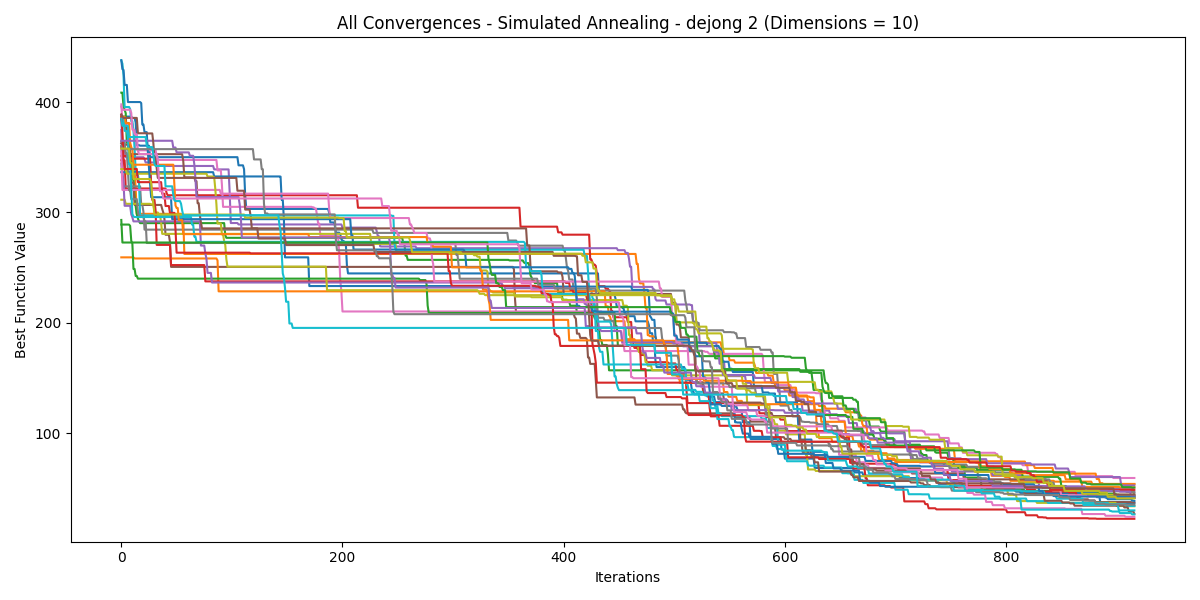 All Convergences - Simulated Annealing - dejong 2 (Dimensions = 10)
Best Function Value
400
300
200
100
0 200 400 600 800
Iterations